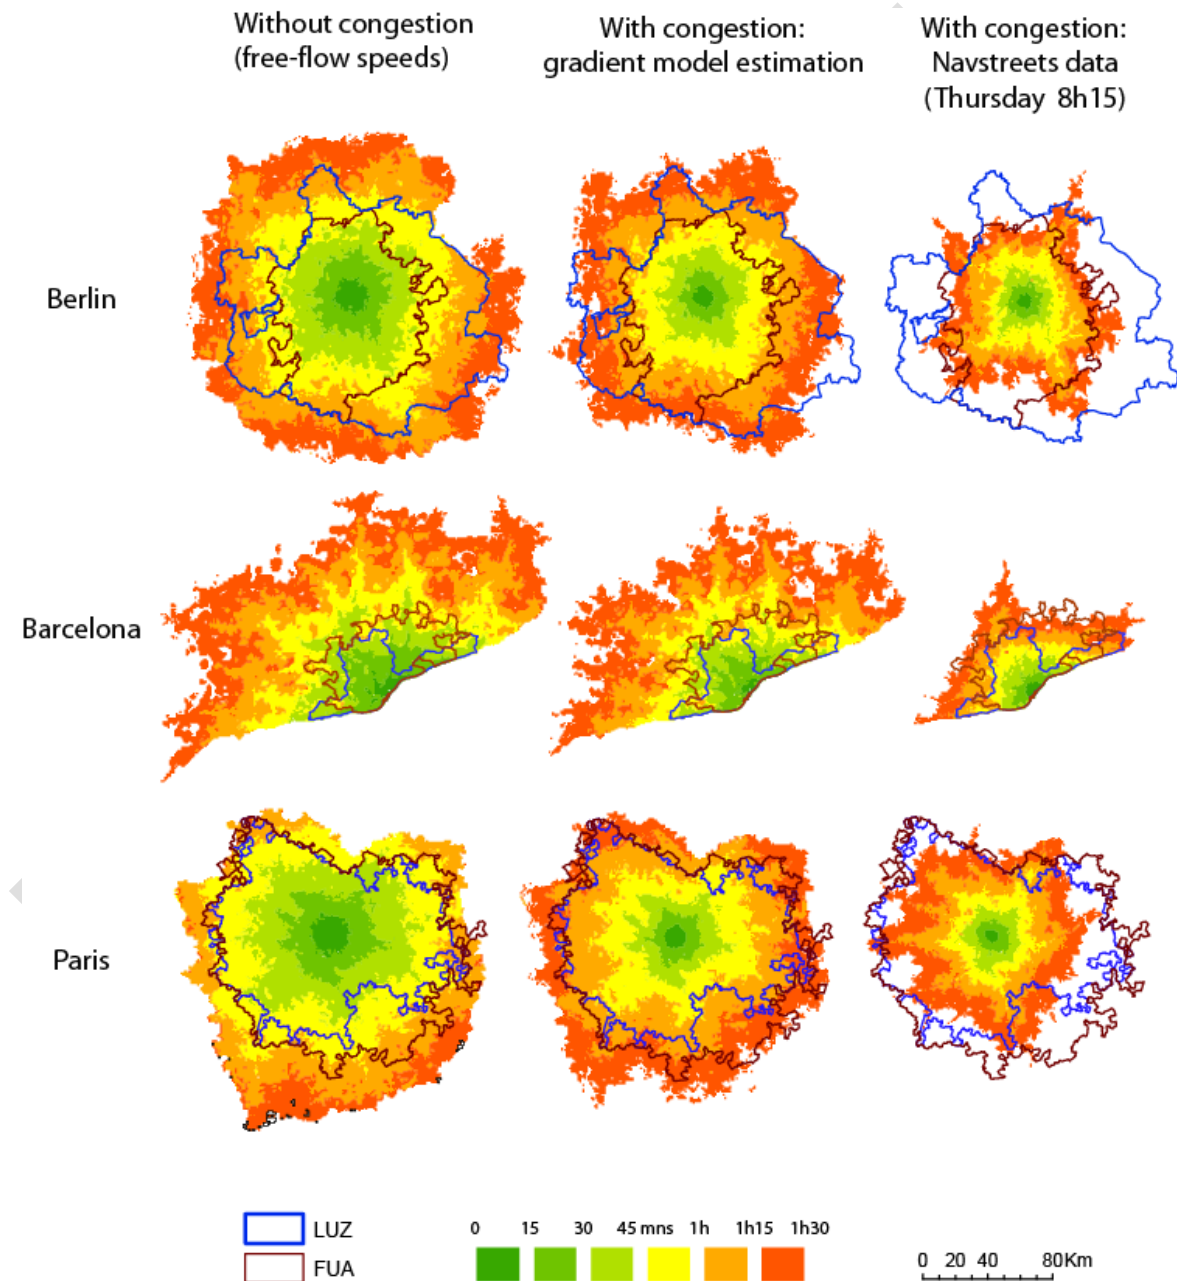 Without congestion
(free-flow speeds)
With congestion:
gradient model estimation
With congestion:
Navstreets data
(Thursday 8h15)
Berlin
Barcelona
Paris
LUZ
FUA
0 15 30 45 mns 1h 1h15 1h30
0 20 40 80Km